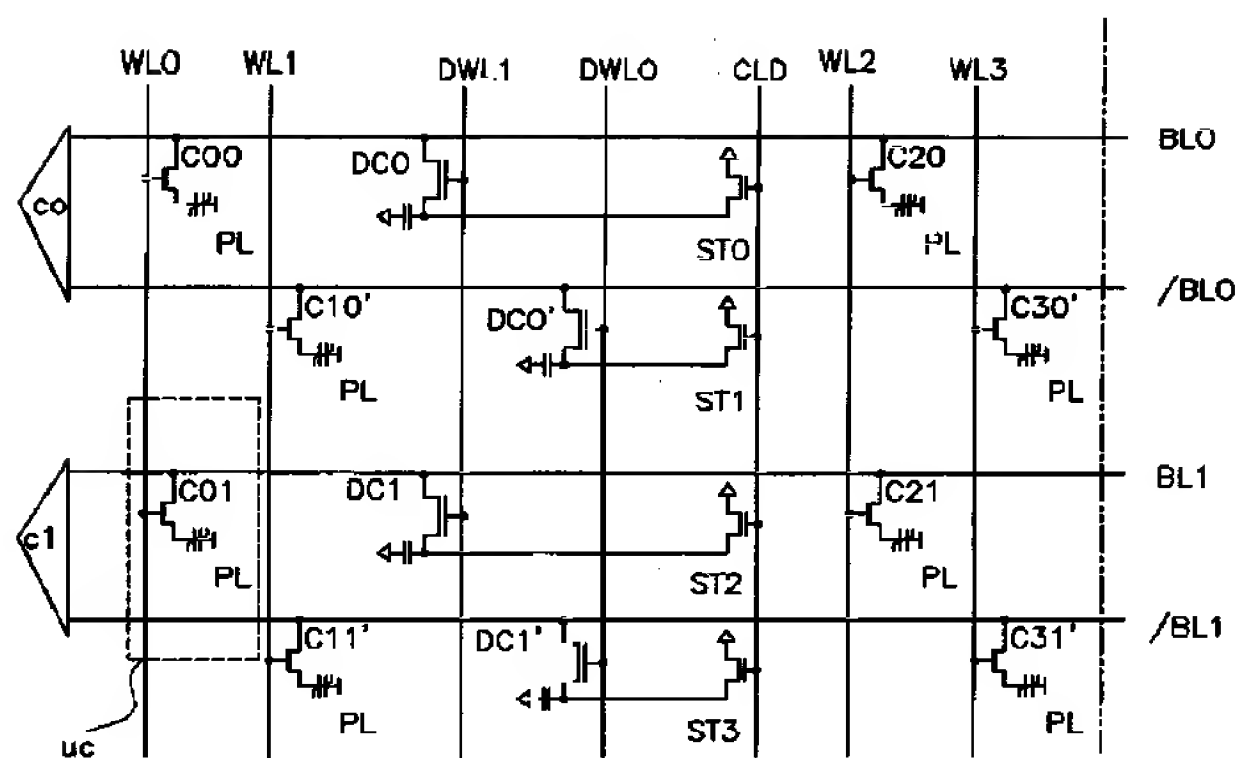 WL0 WL1 DWL1 DWL0 CLD WL2 WL3
BL0
C00 DC0 C20
co
PL ST0 PL
/BL0
C10' DC0' C30'
PL ST1 PL
BL1
C01 DC1 C21
c1
PL ST2 PL
/BL1
C11' DC1' C31'
PL ST3 PL
uc